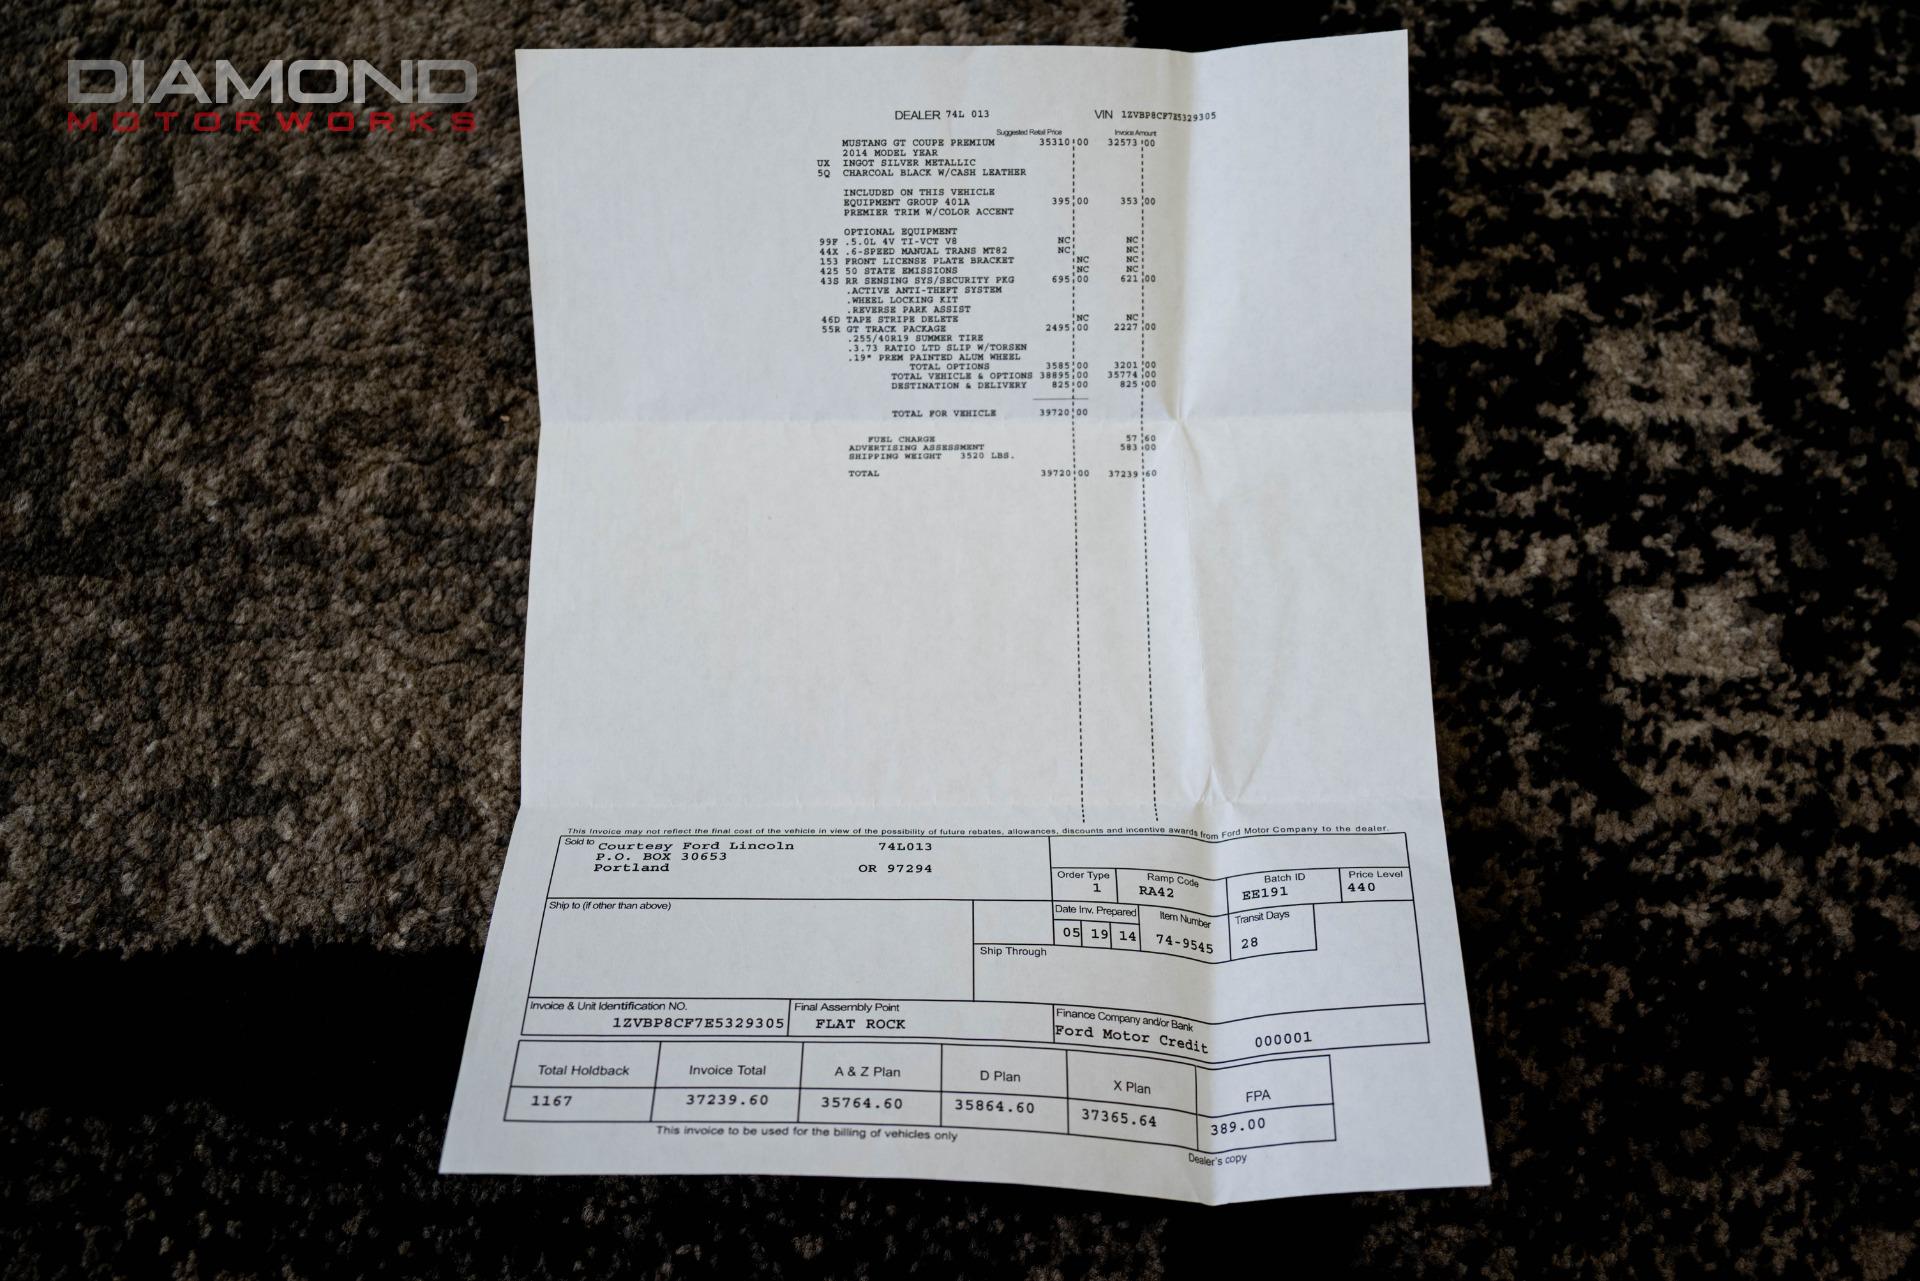 DIAMOND
MOTORWORKS
DEALER 74L 013 VIN 1ZVBP8CF7E5329305
Suggested Retail Price Invoice Amount
MUSTANG GT COUPE PREMIUM 35310 00 32573 00
2014 MODEL YEAR
UX INGOT SILVER METALLIC
5Q CHARCOAL BLACK W/CASH LEATHER
INCLUDED ON THIS VEHICLE
EQUIPMENT GROUP 401A 395 00 353 00
PREMIER TRIM W/COLOR ACCENT
OPTIONAL EQUIPMENT
99F .5.0L 4V TI-VCT V8 NC NC
44X .6-SPEED MANUAL TRANS MT82 NC NC
153 FRONT LICENSE PLATE BRACKET NC NC
425 50 STATE EMISSIONS NC NC
43S RR SENSING SYS/SECURITY PKG 695 00 621 00
.ACTIVE ANTI-THEFT SYSTEM
.WHEEL LOCKING KIT
.REVERSE PARK ASSIST
46D TAPE STRIPE DELETE NC NC
55R GT TRACK PACKAGE 2495 00 2227 00
.255/40R19 SUMMER TIRE
.3.73 RATIO LTD SLIP W/TORSEN
.19" PREM PAINTED ALUM WHEEL
TOTAL OPTIONS 3585 00 3201 00
TOTAL VEHICLE & OPTIONS 38895 00 35774 00
DESTINATION & DELIVERY 825 00 825 00
TOTAL FOR VEHICLE 39720 00
FUEL CHARGE 57 60
ADVERTISING ASSESSMENT 583 00
SHIPPING WEIGHT 3520 LBS.
TOTAL 39720 00 37239 60
This Invoice may not reflect the final cost of the vehicle in view of the possibility of future rebates, allowances, discounts and incentive awards from Ford Motor Company to the dealer.
Sold to Courtesy Ford Lincoln 74L013
P.O. BOX 30653
Portland OR 97294
Order Type Ramp Code Batch ID Price Level
1 RA42 EE191 440
Ship to (if other than above)
Date Inv. Prepared Item Number Transit Days
05 19 14 74-9545 28
Ship Through
Invoice & Unit Identification NO. Final Assembly Point Finance Company and/or Bank
1ZVBP8CF7E5329305 FLAT ROCK Ford Motor Credit 000001
Total Holdback Invoice Total A & Z Plan D Plan X Plan FPA
1167 37239.60 35764.60 35864.60 37365.64 389.00
This invoice to be used for the billing of vehicles only
Dealer's copy